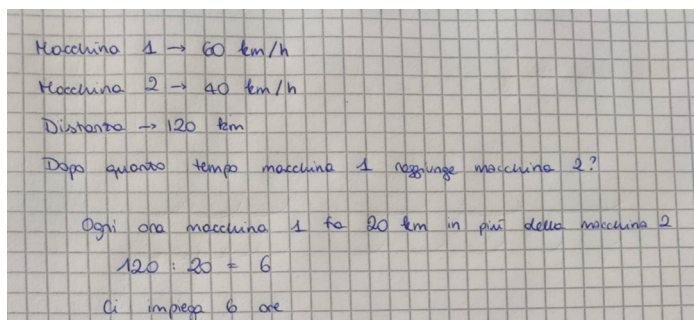 Macchina 1 → 60 km/h
Macchina 2 → 40 km/h
Distanza → 120 km
Dopo quanto tempo macchina 1 raggiunge macchina 2?
Ogni ora macchina 1 fa 20 km in più della macchina 2
120 : 20 = 6
Ci impiega 6 ore